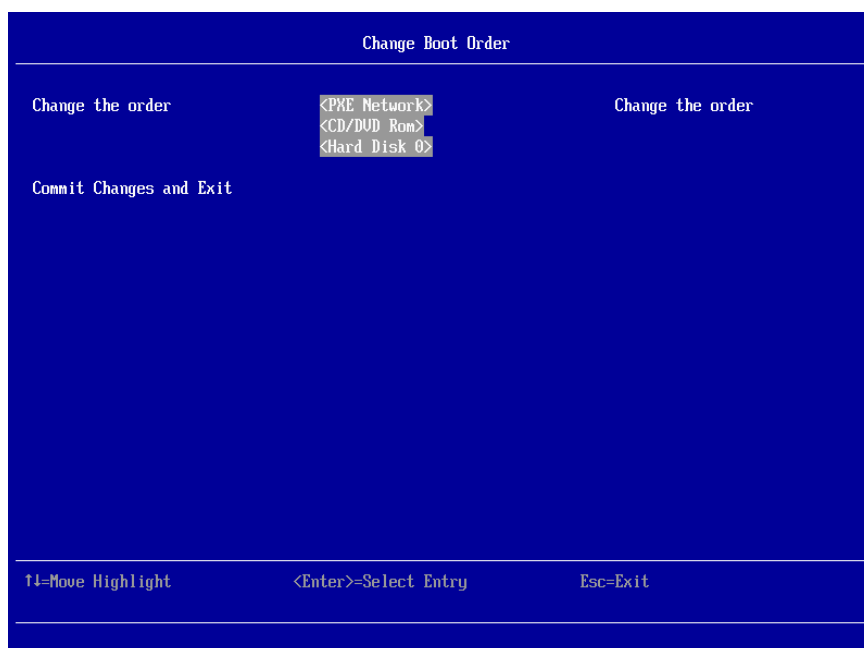 Change Boot Order
Change the order <PXE Network> Change the order
<CD/DVD Rom>
<Hard Disk 0>
Commit Changes and Exit
↑↓=Move Highlight <Enter>=Select Entry Esc=Exit